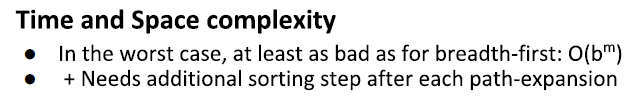 Time and Space complexity
● In the worst case, at least as bad as for breadth-first: O(bᵐ)
● + Needs additional sorting step after each path-expansion